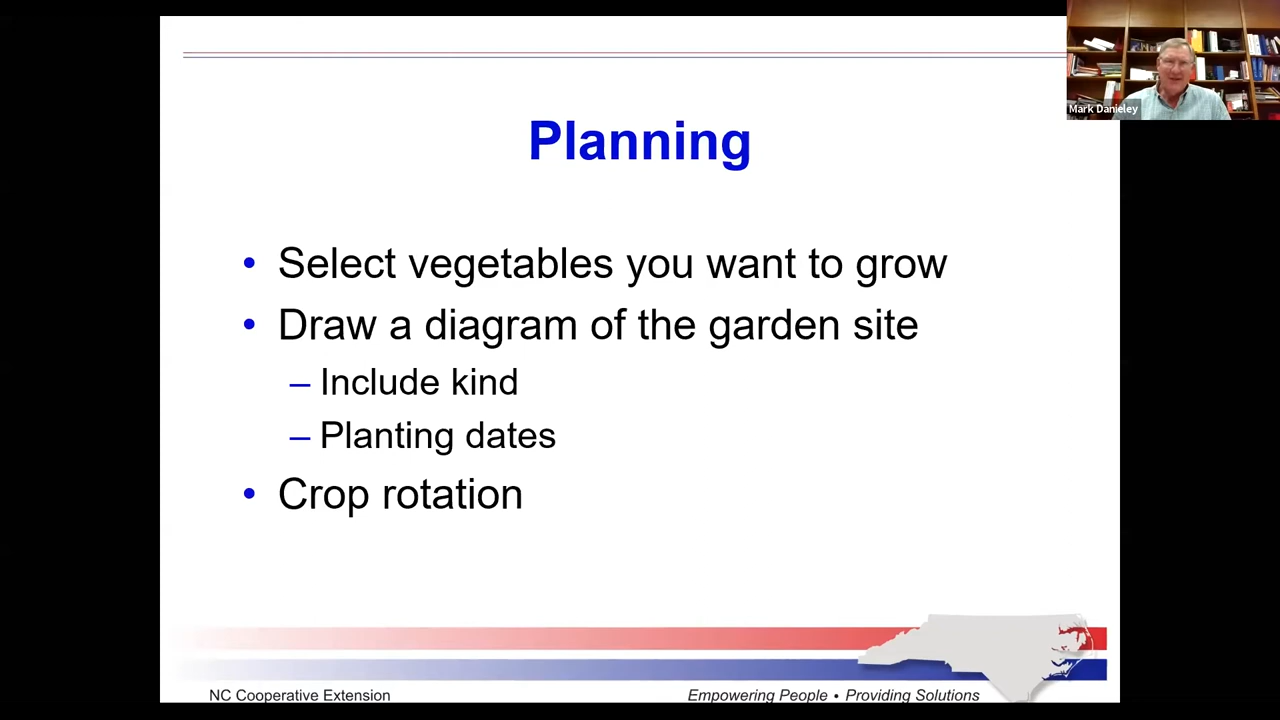 Mark Danieley
Planning
• Select vegetables you want to grow
• Draw a diagram of the garden site
– Include kind
– Planting dates
• Crop rotation
NC Cooperative Extension
Empowering People • Providing Solutions